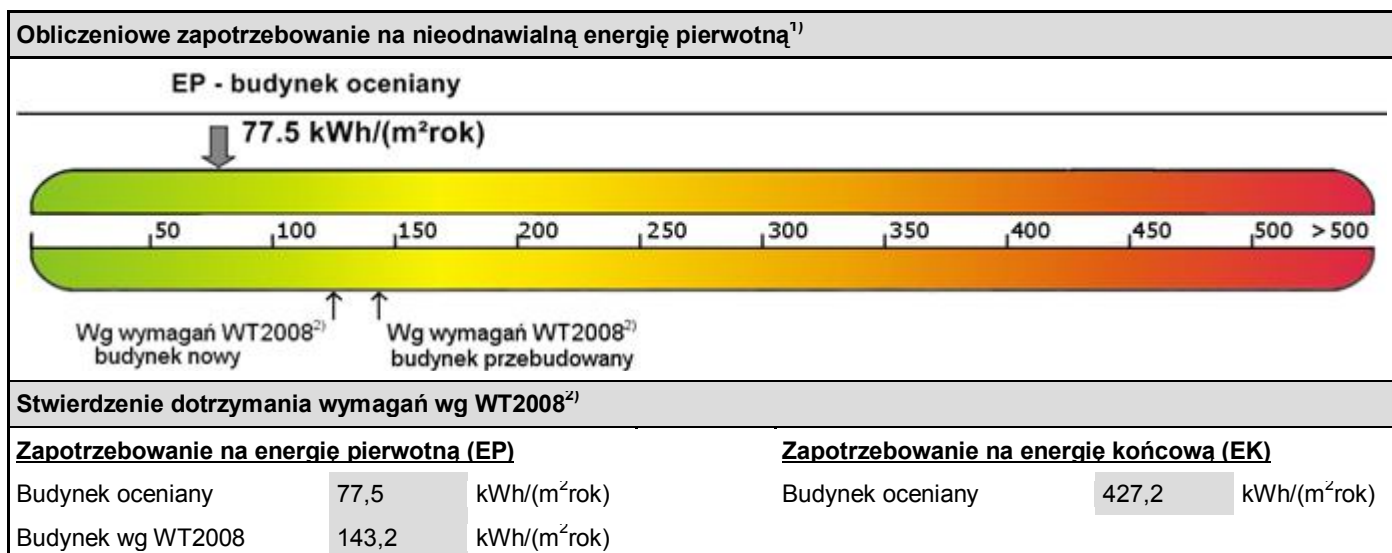 Obliczeniowe zapotrzebowanie na nieodnawialną energię pierwotną¹⁾
EP - budynek oceniany
77.5 kWh/(m²rok)
50 100 150 200 250 300 350 400 450 500 > 500
Wg wymagań WT2008²⁾
budynek nowy
Wg wymagań WT2008²⁾
budynek przebudowany
Stwierdzenie dotrzymania wymagań wg WT2008²⁾
Zapotrzebowanie na energię pierwotną (EP) Zapotrzebowanie na energię końcową (EK)
Budynek oceniany 77,5 kWh/(m²rok) Budynek oceniany 427,2 kWh/(m²rok)
Budynek wg WT2008 143,2 kWh/(m²rok)